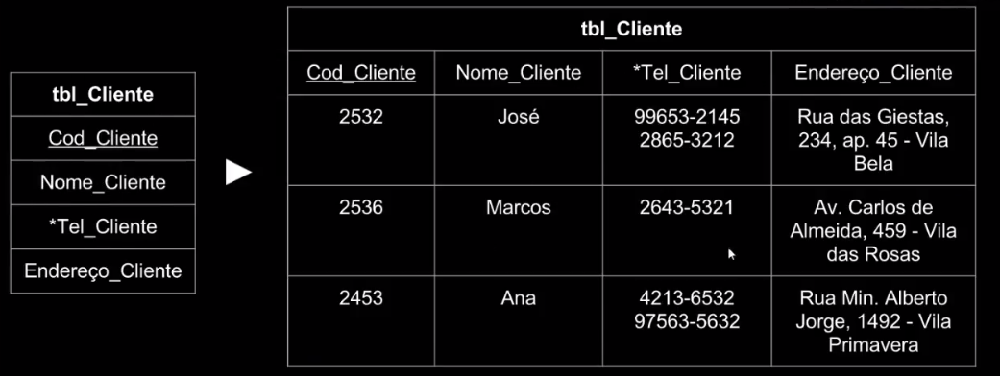 tbl_Cliente
Cod_Cliente
Nome_Cliente
*Tel_Cliente
Endereço_Cliente
tbl_Cliente
Cod_Cliente Nome_Cliente *Tel_Cliente Endereço_Cliente
2532 José 99653-2145 Rua das Giestas,
2865-3212 234, ap. 45 - Vila
Bela
2536 Marcos 2643-5321 Av. Carlos de
Almeida, 459 - Vila
das Rosas
2453 Ana 4213-6532 Rua Min. Alberto
97563-5632 Jorge, 1492 - Vila
Primavera